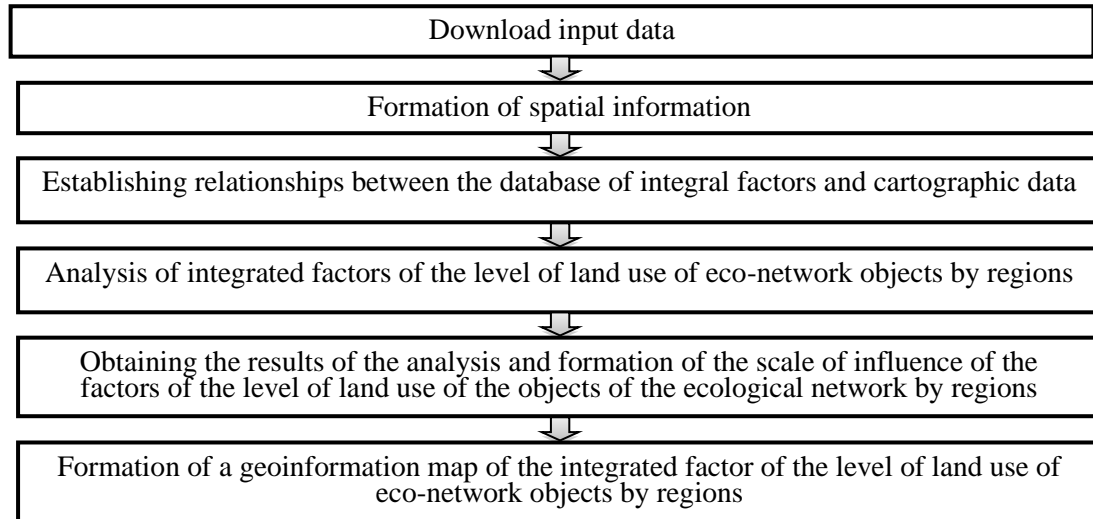 Download input data
Formation of spatial information
Establishing relationships between the database of integral factors and cartographic data
Analysis of integrated factors of the level of land use of eco-network objects by regions
Obtaining the results of the analysis and formation of the scale of influence of the
factors of the level of land use of the objects of the ecological network by regions
Formation of a geoinformation map of the integrated factor of the level of land use of
eco-network objects by regions